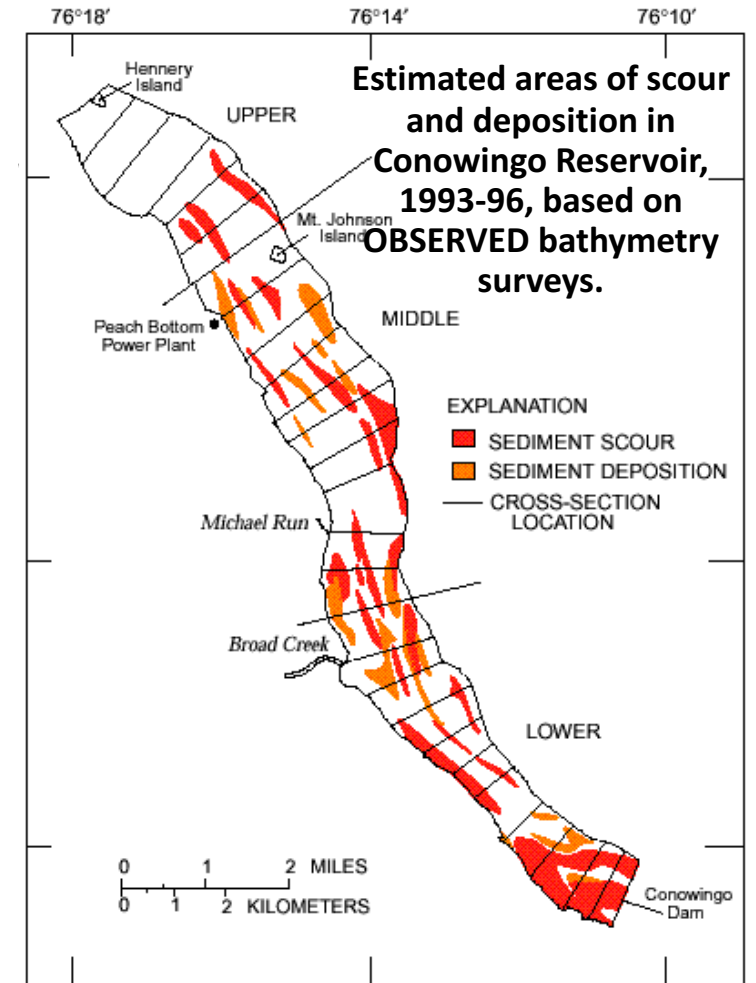 76°18'
76°14'
76°10'
Estimated areas of scour
and deposition in
Conowingo Reservoir,
1993-96, based on
OBSERVED bathymetry
surveys.
Hennery
Island
UPPER
Mt. Johnson
Island
MIDDLE
Peach Bottom
Power Plant
EXPLANATION
SEDIMENT SCOUR
SEDIMENT DEPOSITION
CROSS-SECTION
LOCATION
Michael Run
Broad Creek
LOWER
0 1 2 MILES
0 1 2 KILOMETERS
Conowingo
Dam